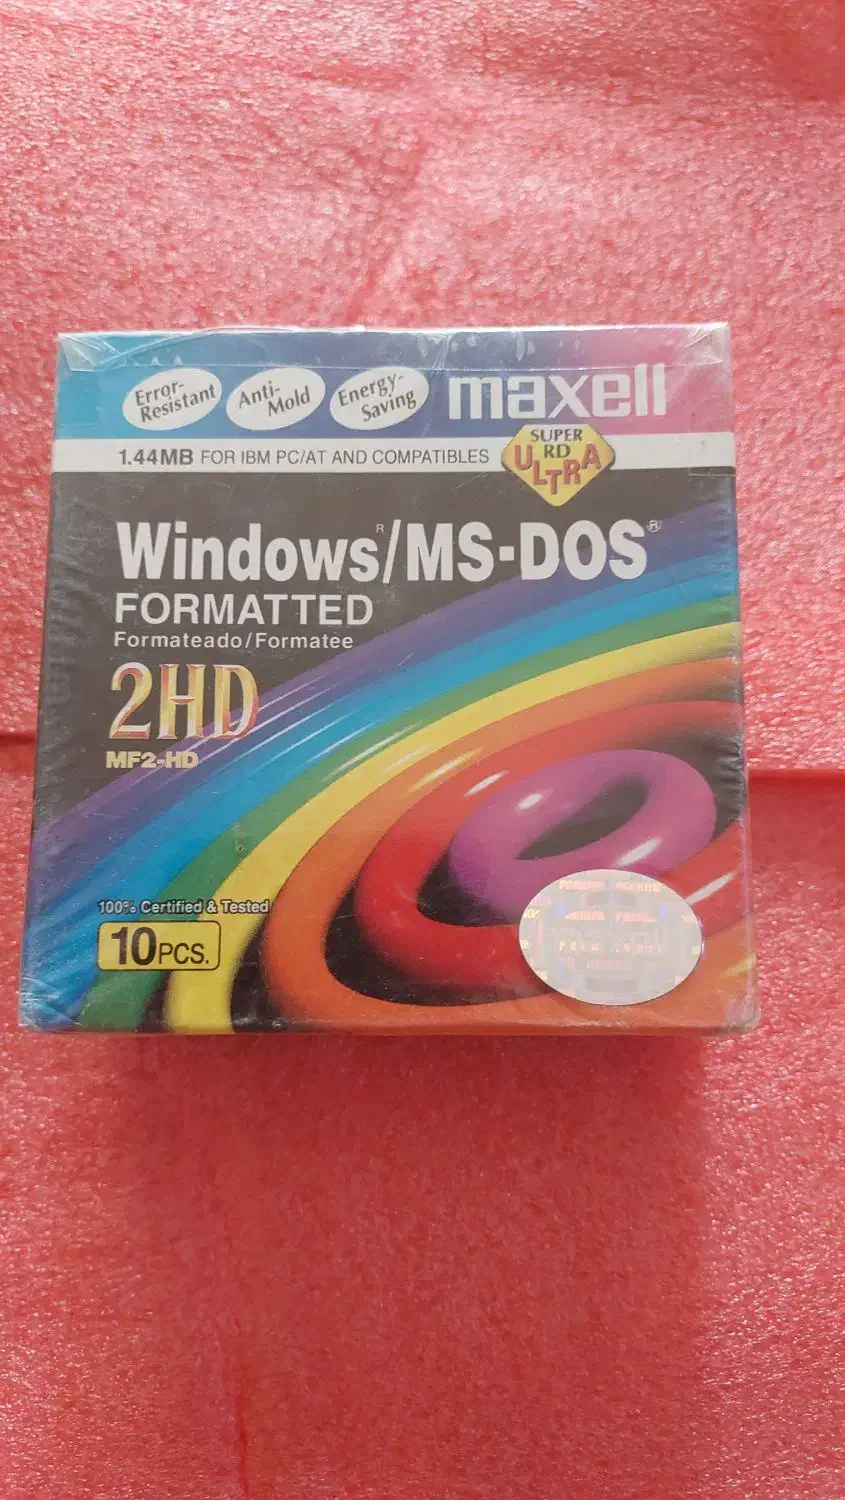 Error-
Resistant
Anti-
Mold
Energy-
Saving
maxell
1.44MB FOR IBM PC/AT AND COMPATIBLES
SUPER
RD
ULTRA
Windows®/MS-DOS®
FORMATTED
Formateado/Formatee
2HD
MF2-HD
100% Certified & Tested
10PCS.